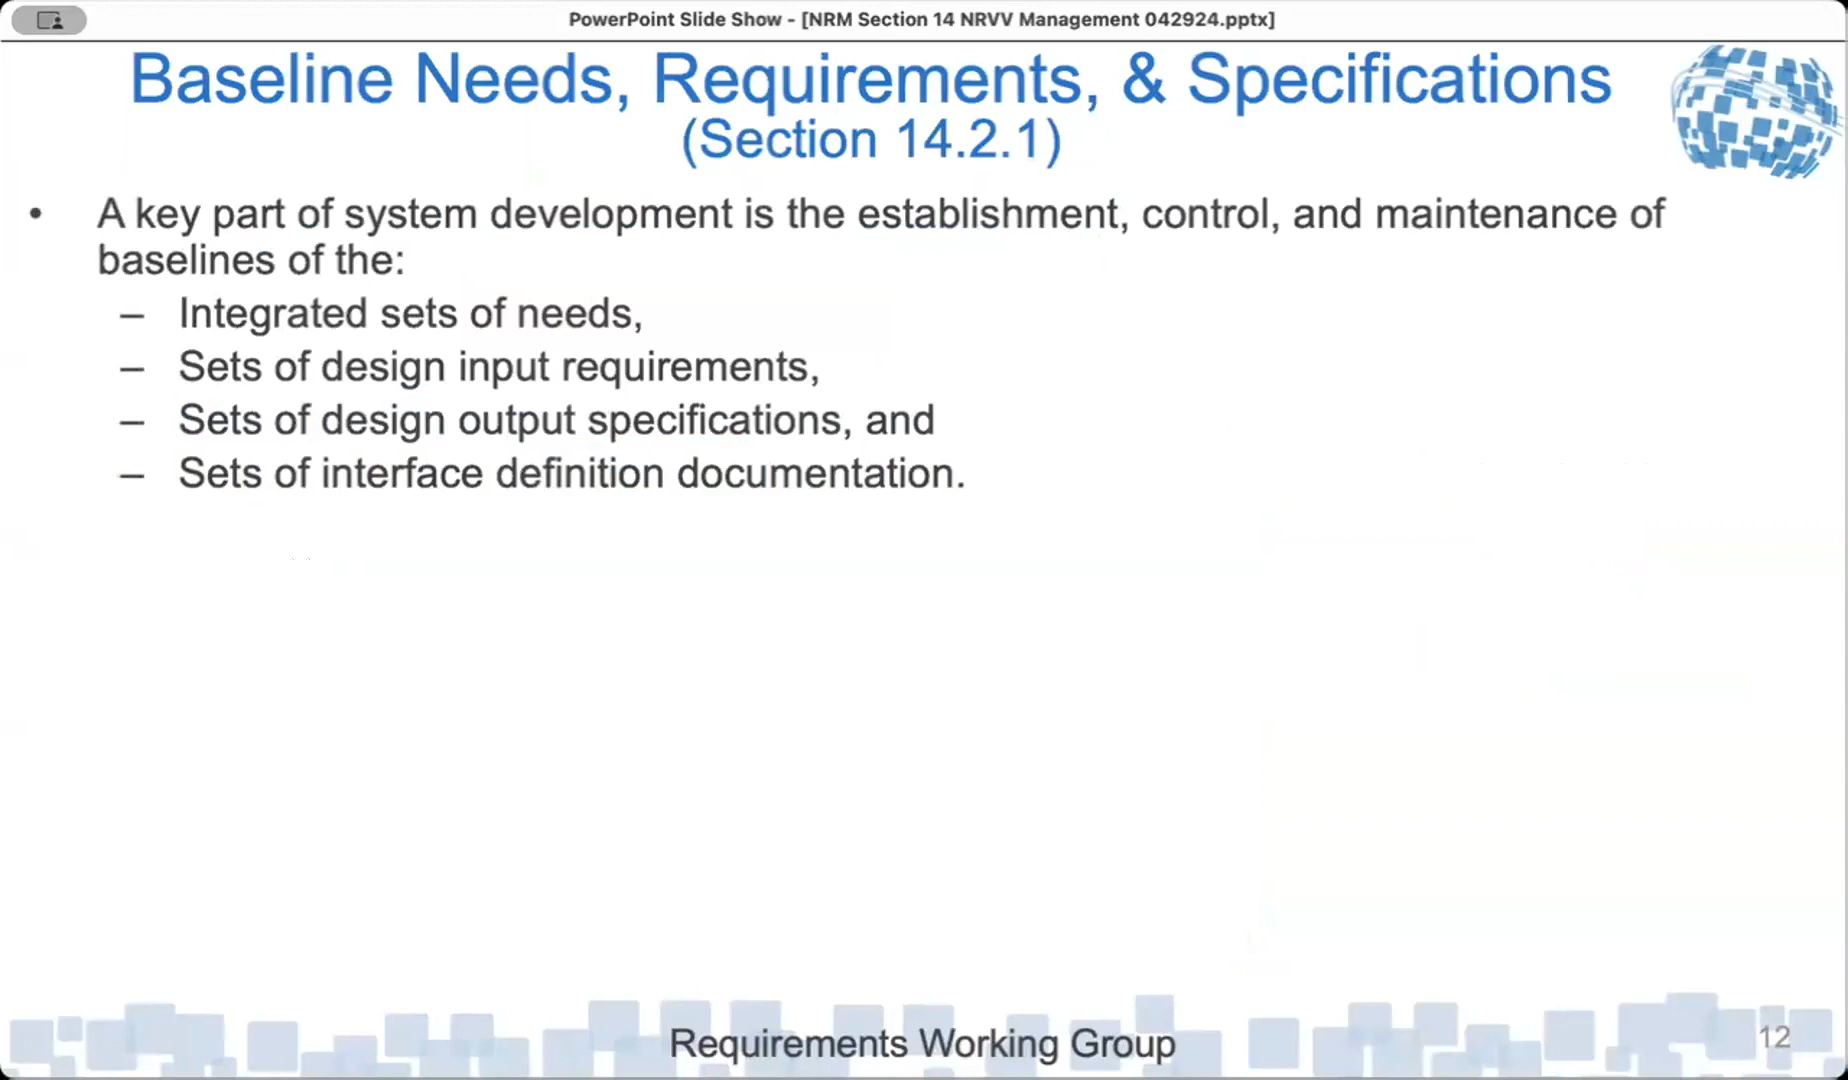 PowerPoint Slide Show - [NRM Section 14 NRVV Management 042924.pptx]
Baseline Needs, Requirements, & Specifications
(Section 14.2.1)
• A key part of system development is the establishment, control, and maintenance of
baselines of the:
– Integrated sets of needs,
– Sets of design input requirements,
– Sets of design output specifications, and
– Sets of interface definition documentation.
Requirements Working Group
12